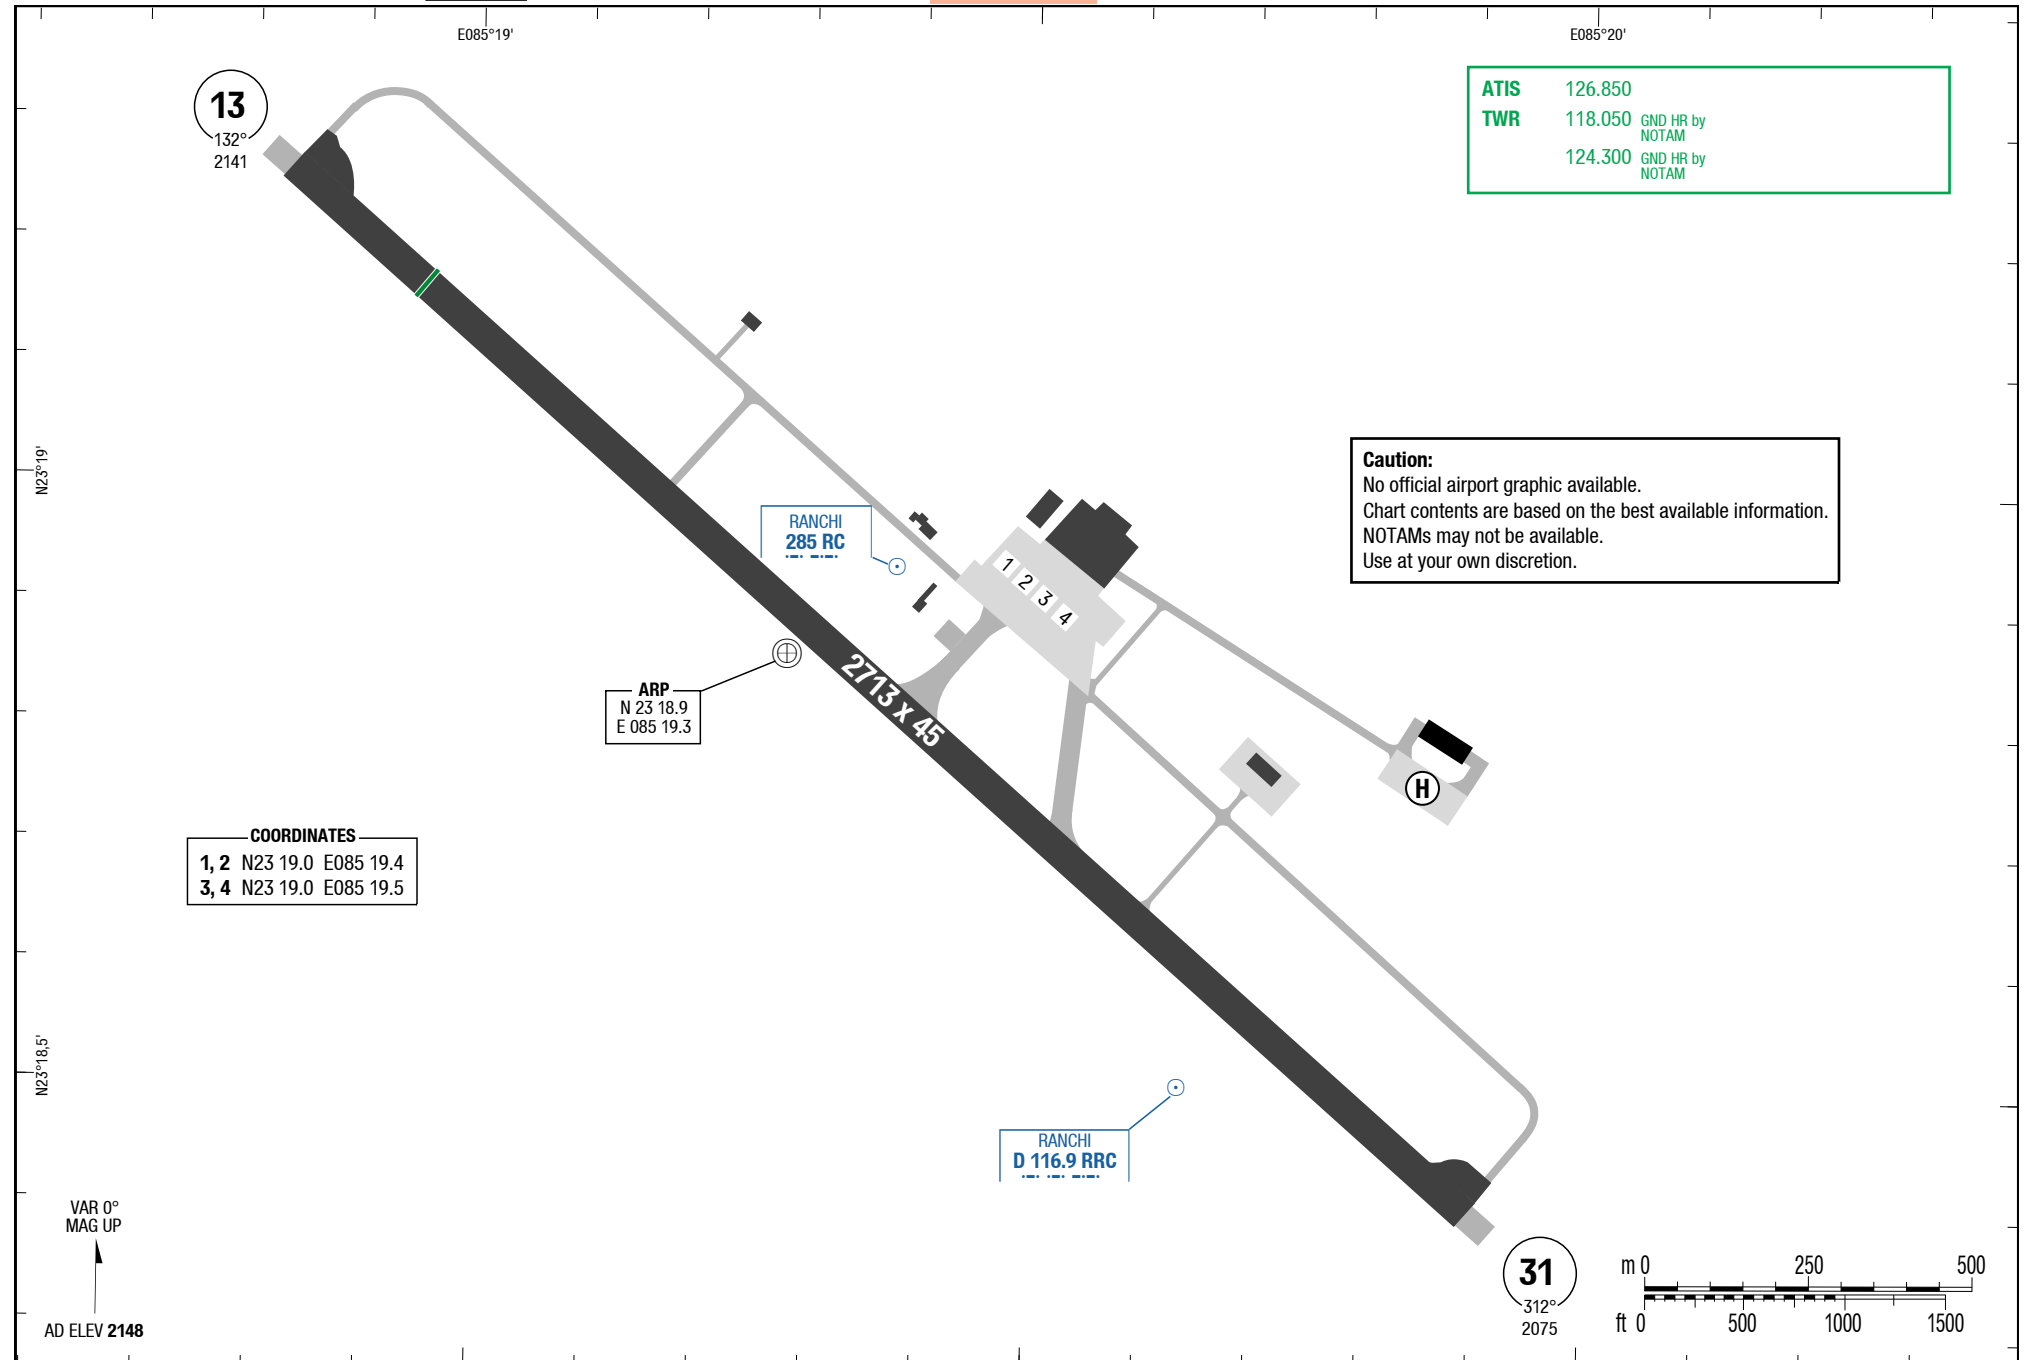 E085°19'
E085°20'
13
132°
2141
ATIS 126.850
TWR 118.050 GND HR by NOTAM
124.300 GND HR by NOTAM
N23°19'
Caution:
No official airport graphic available.
Chart contents are based on the best available information.
NOTAMs may not be available.
Use at your own discretion.
RANCHI
285 RC
1
2
3
4
2713 x 45
ARP
N 23 18.9
E 085 19.3
H
COORDINATES
1, 2 N23 19.0 E085 19.4
3, 4 N23 19.0 E085 19.5
N23°18,5'
RANCHI
D 116.9 RRC
VAR 0°
MAG UP
AD ELEV 2148
31
312°
2075
m 0 250 500
ft 0 500 1000 1500